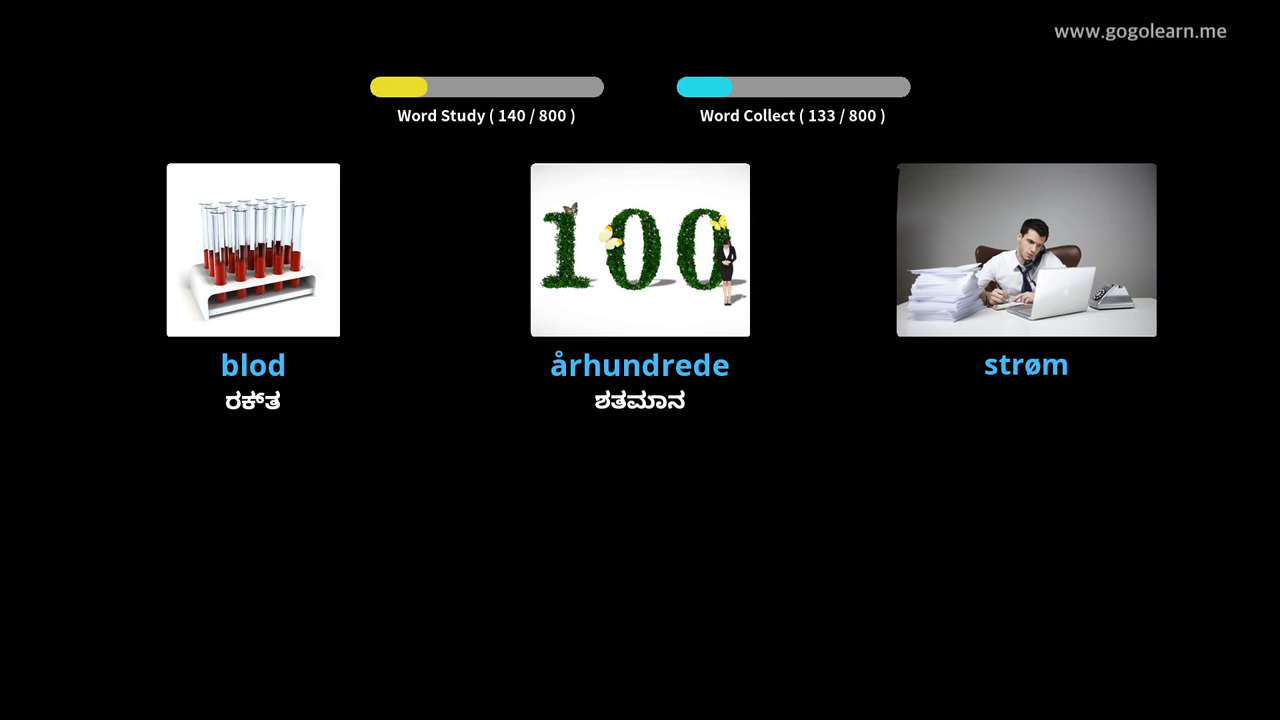 www.gogolearn.me
Word Study ( 140 / 800 )
Word Collect ( 133 / 800 )
blod
ರಕ್ತ
århundrede
ಶತಮಾನ
strøm